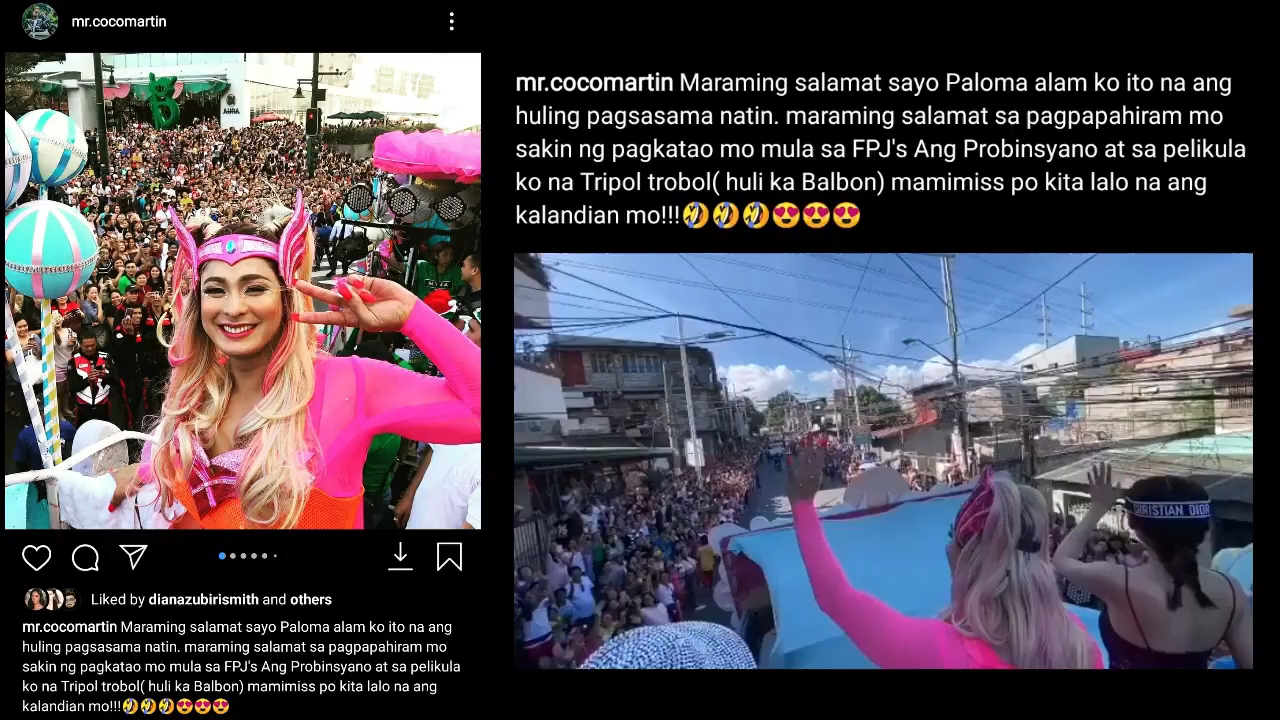 mr.cocomartin
AURA
Liked by dianazubirismith and others
mr.cocomartin Maraming salamat sayo Paloma alam ko ito na ang
huling pagsasama natin. maraming salamat sa pagpapahiram mo
sakin ng pagkatao mo mula sa FPJ's Ang Probinsyano at sa pelikula
ko na Tripol trobol( huli ka Balbon) mamimiss po kita lalo na ang
kalandian mo!!!🤣🤣🤣😍😍😍
mr.cocomartin Maraming salamat sayo Paloma alam ko ito na ang
huling pagsasama natin. maraming salamat sa pagpapahiram mo
sakin ng pagkatao mo mula sa FPJ's Ang Probinsyano at sa pelikula
ko na Tripol trobol( huli ka Balbon) mamimiss po kita lalo na ang
kalandian mo!!!🤣🤣🤣😍😍😍
CHRISTIAN DIOR